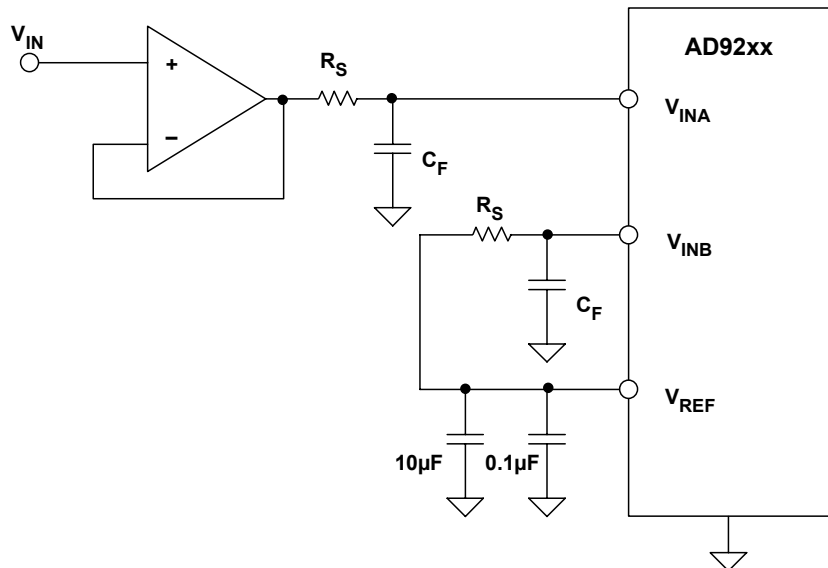 V_IN
AD92xx
+
−
R_S
V_INA
C_F
R_S
V_INB
C_F
V_REF
10µF
0.1µF